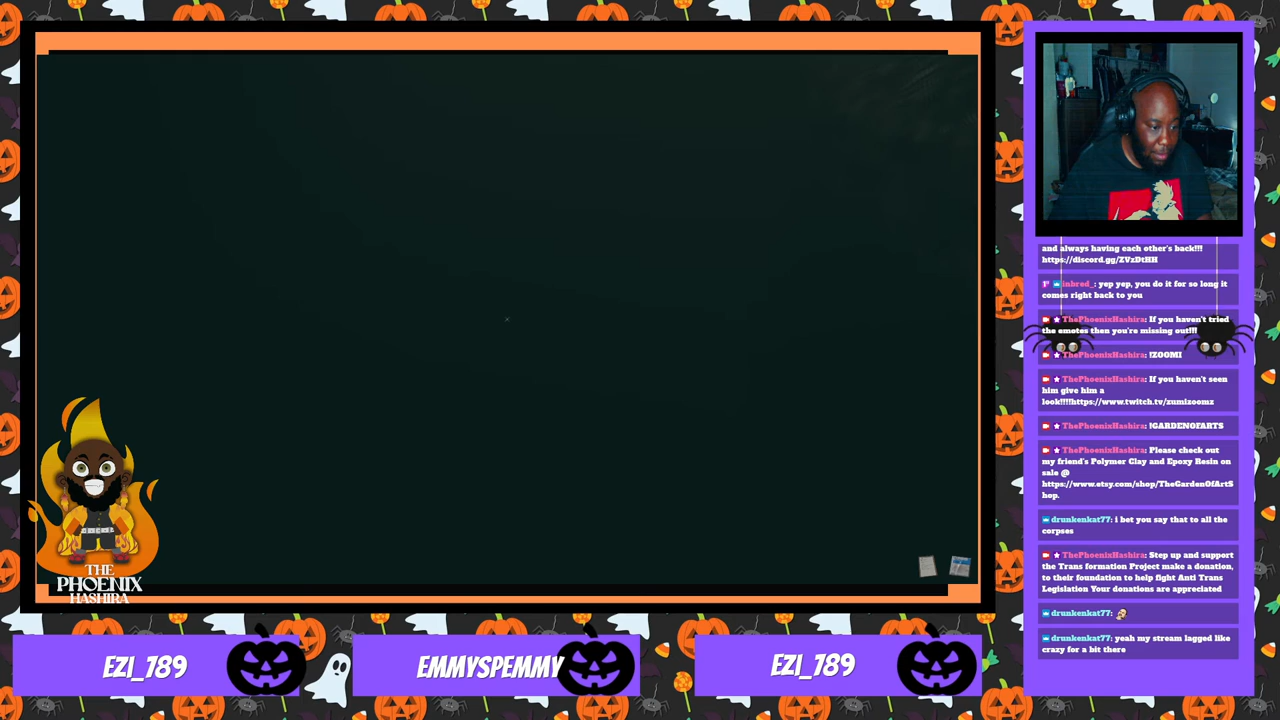 and always having each other's back!!!
https://discord.gg/ZVzDtHH
inbred_: yep yep, you do it for so long it
comes right back to you
ThePhoenixHashira: If you haven't tried
the emotes then you're missing out!!!
ThePhoenixHashira: !ZOOMI
ThePhoenixHashira: If you haven't seen
him give him a
look!!!!https://www.twitch.tv/zumizoomz
ThePhoenixHashira: !GARDENOFARTS
ThePhoenixHashira: Please check out
my friend's Polymer Clay and Epoxy Resin on
sale @
https://www.etsy.com/shop/TheGardenOfArtS
hop.
drunkenkat77: i bet you say that to all the
corpses
ThePhoenixHashira: Step up and support
the Trans formation Project make a donation,
to their foundation to help fight Anti Trans
Legislation Your donations are appreciated
drunkenkat77:
drunkenkat77: yeah my stream lagged like
crazy for a bit there
THE
PHOENIX
HASHIRA
EZI_789
EMMYSPEMMY
EZI_789